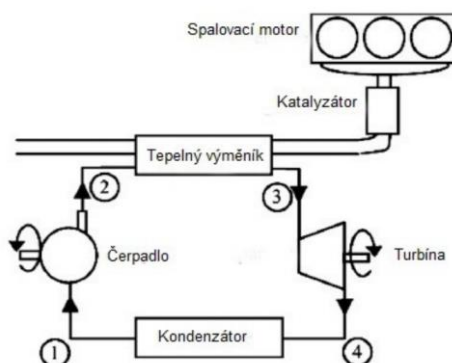 Spalovací motor
Katalyzátor
Tepelný výměník
2
3
Čerpadlo
Turbína
1
Kondenzátor
4